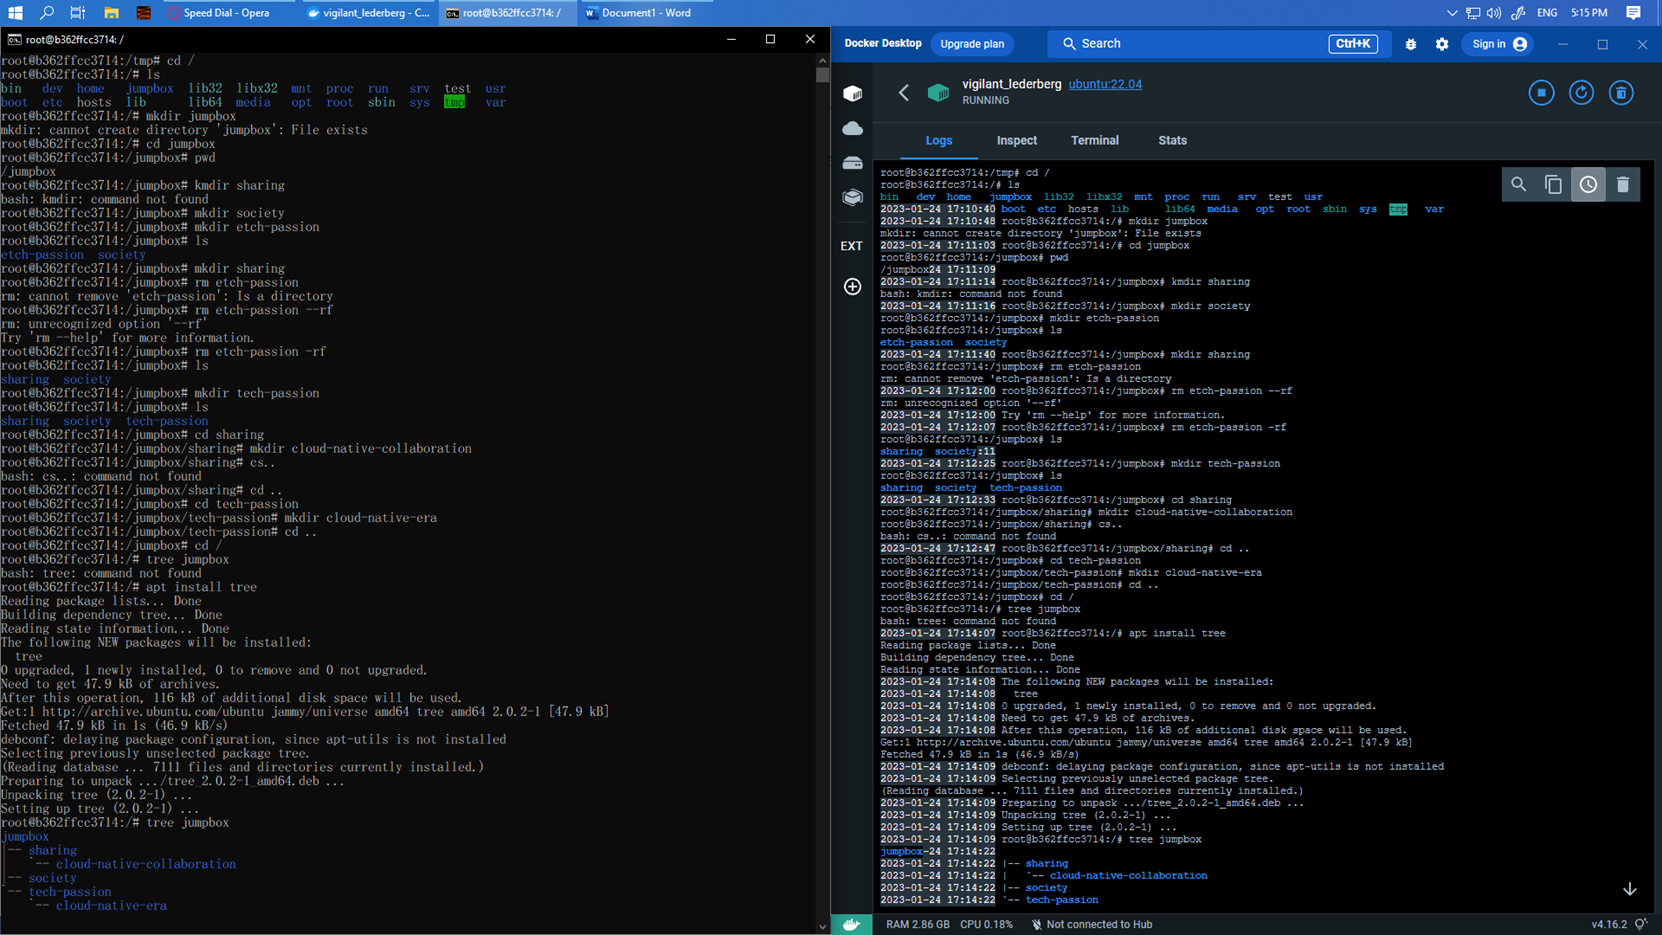 Speed Dial - Opera
vigilant_lederberg - C...
root@b362ffcc3714: /
Document1 - Word
ENG
5:15 PM
root@b362ffcc3714: /
root@b362ffcc3714:/tmp# cd /
root@b362ffcc3714:/# ls
bin dev home jumpbox lib32 libx32 mnt proc run srv test usr
boot etc hosts lib lib64 media opt root sbin sys tmp var
root@b362ffcc3714:/# mkdir jumpbox
mkdir: cannot create directory 'jumpbox': File exists
root@b362ffcc3714:/# cd jumpbox
root@b362ffcc3714:/jumpbox# pwd
/jumpbox
root@b362ffcc3714:/jumpbox# kmdir sharing
bash: kmdir: command not found
root@b362ffcc3714:/jumpbox# mkdir society
root@b362ffcc3714:/jumpbox# mkdir etch-passion
root@b362ffcc3714:/jumpbox# ls
etch-passion society
root@b362ffcc3714:/jumpbox# mkdir sharing
root@b362ffcc3714:/jumpbox# rm etch-passion
rm: cannot remove 'etch-passion': Is a directory
root@b362ffcc3714:/jumpbox# rm etch-passion --rf
rm: unrecognized option '--rf'
Try 'rm --help' for more information.
root@b362ffcc3714:/jumpbox# rm etch-passion -rf
root@b362ffcc3714:/jumpbox# ls
sharing society
root@b362ffcc3714:/jumpbox# mkdir tech-passion
root@b362ffcc3714:/jumpbox# ls
sharing society tech-passion
root@b362ffcc3714:/jumpbox# cd sharing
root@b362ffcc3714:/jumpbox/sharing# mkdir cloud-native-collaboration
root@b362ffcc3714:/jumpbox/sharing# cs..
bash: cs..: command not found
root@b362ffcc3714:/jumpbox/sharing# cd ..
root@b362ffcc3714:/jumpbox# cd tech-passion
root@b362ffcc3714:/jumpbox/tech-passion# mkdir cloud-native-era
root@b362ffcc3714:/jumpbox/tech-passion# cd ..
root@b362ffcc3714:/jumpbox# cd /
root@b362ffcc3714:/# tree jumpbox
bash: tree: command not found
root@b362ffcc3714:/# apt install tree
Reading package lists... Done
Building dependency tree... Done
Reading state information... Done
The following NEW packages will be installed:
tree
0 upgraded, 1 newly installed, 0 to remove and 0 not upgraded.
Need to get 47.9 kB of archives.
After this operation, 116 kB of additional disk space will be used.
Get:1 http://archive.ubuntu.com/ubuntu jammy/universe amd64 tree amd64 2.0.2-1 [47.9 kB]
Fetched 47.9 kB in 1s (46.9 kB/s)
debconf: delaying package configuration, since apt-utils is not installed
Selecting previously unselected package tree.
(Reading database ... 7111 files and directories currently installed.)
Preparing to unpack .../tree_2.0.2-1_amd64.deb ...
Unpacking tree (2.0.2-1) ...
Setting up tree (2.0.2-1) ...
root@b362ffcc3714:/# tree jumpbox
jumpbox
|-- sharing
|   `-- cloud-native-collaboration
|-- society
`-- tech-passion
    `-- cloud-native-era
Docker Desktop
Upgrade plan
Search
Ctrl+K
Sign in
vigilant_lederberg ubuntu:22.04
RUNNING
Logs
Inspect
Terminal
Stats
EXT
root@b362ffcc3714:/tmp# cd /
root@b362ffcc3714:/# ls
bin dev home jumpbox lib32 libx32 mnt proc run srv test usr
2023-01-24 17:10:40 boot etc hosts lib lib64 media opt root sbin sys tmp var
2023-01-24 17:10:48 root@b362ffcc3714:/# mkdir jumpbox
mkdir: cannot create directory 'jumpbox': File exists
2023-01-24 17:11:03 root@b362ffcc3714:/# cd jumpbox
root@b362ffcc3714:/jumpbox# pwd
/jumpbox24 17:11:09
2023-01-24 17:11:14 root@b362ffcc3714:/jumpbox# kmdir sharing
bash: kmdir: command not found
2023-01-24 17:11:16 root@b362ffcc3714:/jumpbox# mkdir society
root@b362ffcc3714:/jumpbox# mkdir etch-passion
root@b362ffcc3714:/jumpbox# ls
etch-passion society
2023-01-24 17:11:40 root@b362ffcc3714:/jumpbox# mkdir sharing
root@b362ffcc3714:/jumpbox# rm etch-passion
rm: cannot remove 'etch-passion': Is a directory
2023-01-24 17:12:00 root@b362ffcc3714:/jumpbox# rm etch-passion --rf
rm: unrecognized option '--rf'
2023-01-24 17:12:00 Try 'rm --help' for more information.
2023-01-24 17:12:07 root@b362ffcc3714:/jumpbox# rm etch-passion -rf
root@b362ffcc3714:/jumpbox# ls
sharing society:11
2023-01-24 17:12:25 root@b362ffcc3714:/jumpbox# mkdir tech-passion
root@b362ffcc3714:/jumpbox# ls
sharing society tech-passion
2023-01-24 17:12:33 root@b362ffcc3714:/jumpbox# cd sharing
root@b362ffcc3714:/jumpbox/sharing# mkdir cloud-native-collaboration
root@b362ffcc3714:/jumpbox/sharing# cs..
bash: cs..: command not found
2023-01-24 17:12:47 root@b362ffcc3714:/jumpbox/sharing# cd ..
root@b362ffcc3714:/jumpbox# cd tech-passion
root@b362ffcc3714:/jumpbox/tech-passion# mkdir cloud-native-era
root@b362ffcc3714:/jumpbox/tech-passion# cd ..
root@b362ffcc3714:/jumpbox# cd /
root@b362ffcc3714:/# tree jumpbox
bash: tree: command not found
2023-01-24 17:14:07 root@b362ffcc3714:/# apt install tree
Reading package lists... Done
Building dependency tree... Done
Reading state information... Done
2023-01-24 17:14:08 The following NEW packages will be installed:
2023-01-24 17:14:08 tree
2023-01-24 17:14:08 0 upgraded, 1 newly installed, 0 to remove and 0 not upgraded.
2023-01-24 17:14:08 Need to get 47.9 kB of archives.
2023-01-24 17:14:08 After this operation, 116 kB of additional disk space will be used.
Get:1 http://archive.ubuntu.com/ubuntu jammy/universe amd64 tree amd64 2.0.2-1 [47.9 kB]
Fetched 47.9 kB in 1s (46.9 kB/s)
2023-01-24 17:14:09 debconf: delaying package configuration, since apt-utils is not installed
2023-01-24 17:14:09 Selecting previously unselected package tree.
(Reading database ... 7111 files and directories currently installed.)
2023-01-24 17:14:09 Preparing to unpack .../tree_2.0.2-1_amd64.deb ...
2023-01-24 17:14:09 Unpacking tree (2.0.2-1) ...
2023-01-24 17:14:09 Setting up tree (2.0.2-1) ...
2023-01-24 17:14:09 root@b362ffcc3714:/# tree jumpbox
jumpbox-24 17:14:22
2023-01-24 17:14:22 |-- sharing
2023-01-24 17:14:22 |   `-- cloud-native-collaboration
2023-01-24 17:14:22 |-- society
2023-01-24 17:14:22 `-- tech-passion
RAM 2.86 GB CPU 0.18% Not connected to Hub
v4.16.2